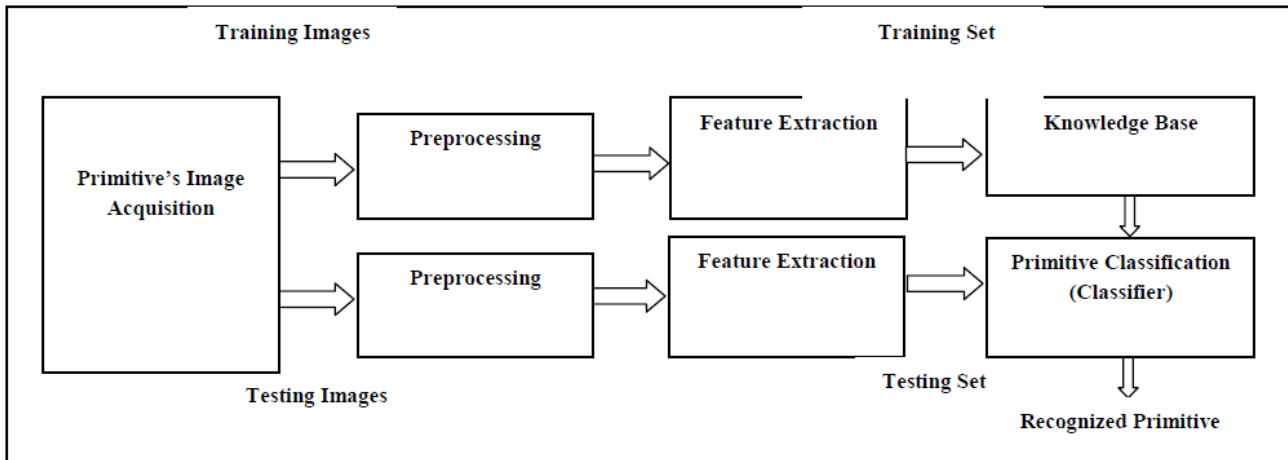 Training Images
Training Set
Primitive's Image
Acquisition
Preprocessing
Feature Extraction
Knowledge Base
Preprocessing
Feature Extraction
Primitive Classification
(Classifier)
Testing Images
Testing Set
Recognized Primitive